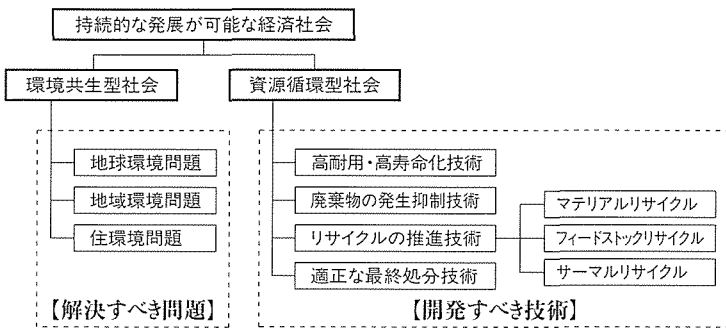 持続的な発展が可能な経済社会
環境共生型社会
資源循環型社会
地球環境問題
地域環境問題
住環境問題
【解決すべき問題】
高耐用・高寿命化技術
廃棄物の発生抑制技術
リサイクルの推進技術
適正な最終処分技術
マテリアルリサイクル
フィードストックリサイクル
サーマルリサイクル
【開発すべき技術】